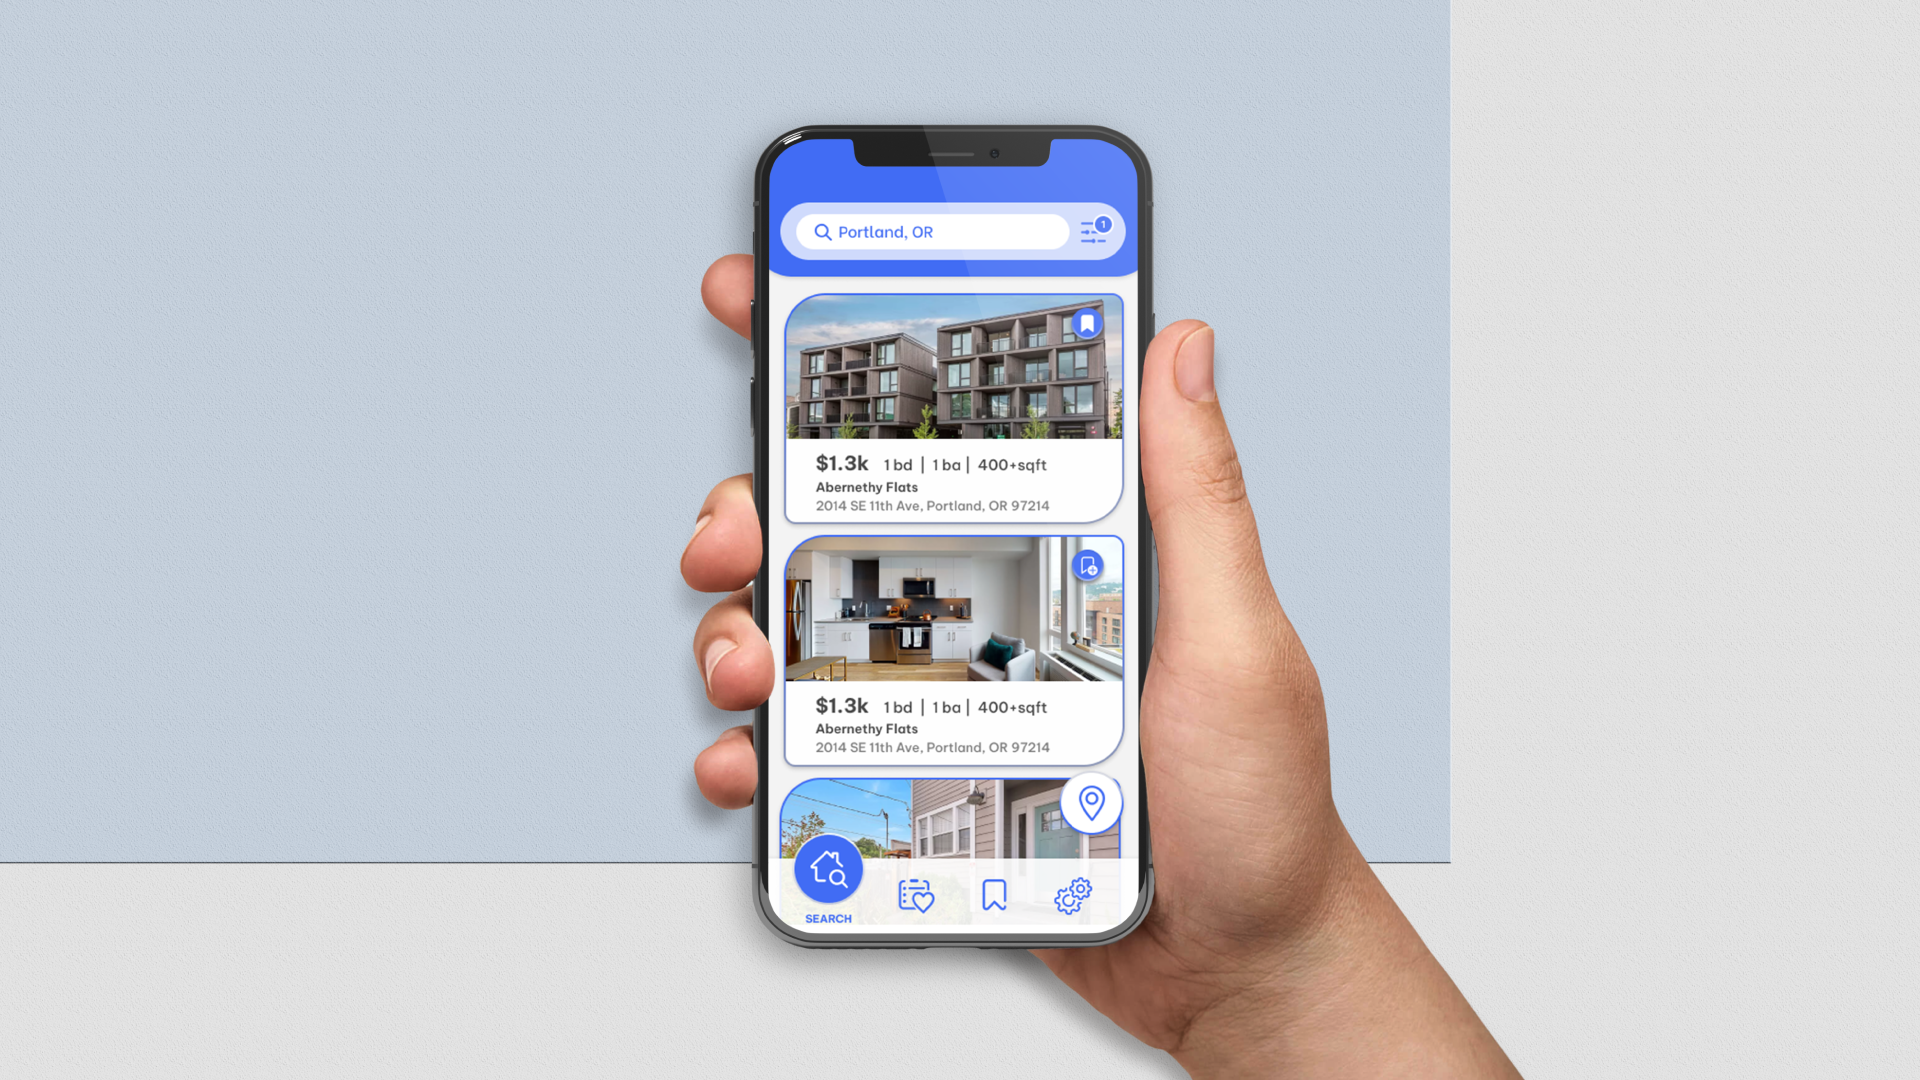 Portland, OR
1
$1.3k 1 bd | 1 ba | 400+sqft
Abernethy Flats
2014 SE 11th Ave, Portland, OR 97214
$1.3k 1 bd | 1 ba | 400+sqft
Abernethy Flats
2014 SE 11th Ave, Portland, OR 97214
SEARCH